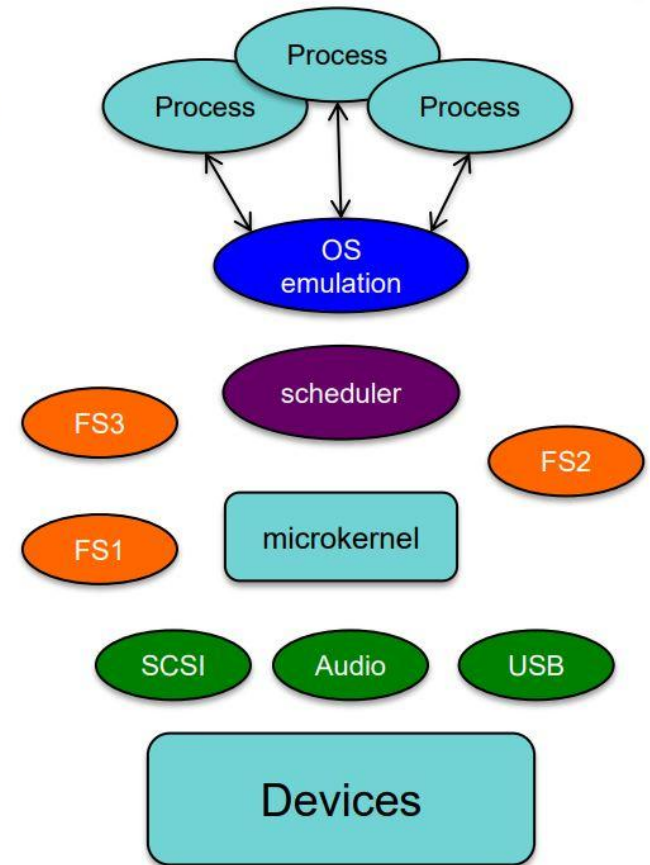 Process
Process
Process
OS
emulation
scheduler
FS3
FS2
microkernel
FS1
SCSI
Audio
USB
Devices